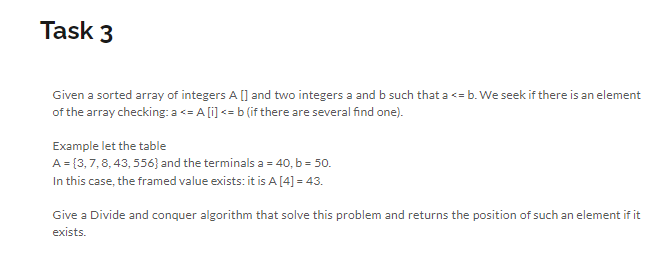 Task 3
Given a sorted array of integers A [] and two integers a and b such that a <= b. We seek if there is an element
of the array checking: a <= A [i] <= b (if there are several find one).
Example let the table
A = {3, 7, 8, 43, 556} and the terminals a = 40, b = 50.
In this case, the framed value exists: it is A [4] = 43.
Give a Divide and conquer algorithm that solve this problem and returns the position of such an element if it
exists.